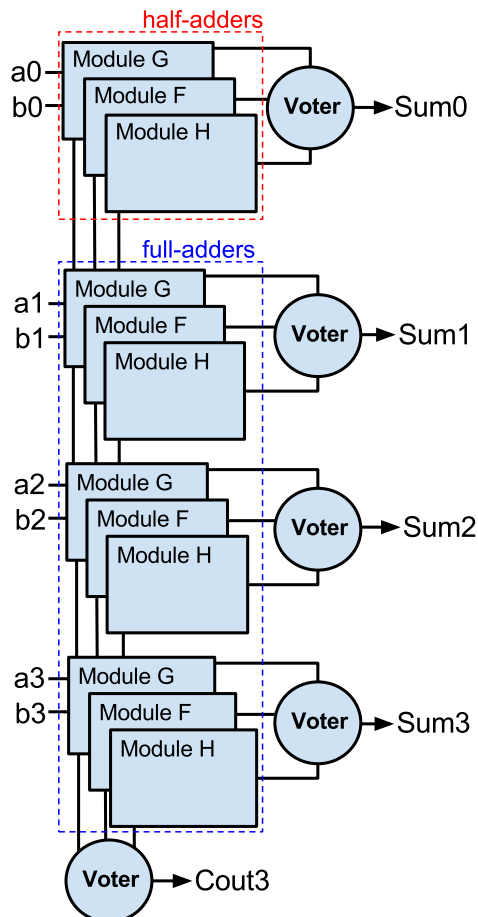 half-adders
a0
b0
Module G
Module F
Module H
Voter
Sum0
full-adders
a1
b1
Module G
Module F
Module H
Voter
Sum1
a2
b2
Module G
Module F
Module H
Voter
Sum2
a3
b3
Module G
Module F
Module H
Voter
Sum3
Voter
Cout3